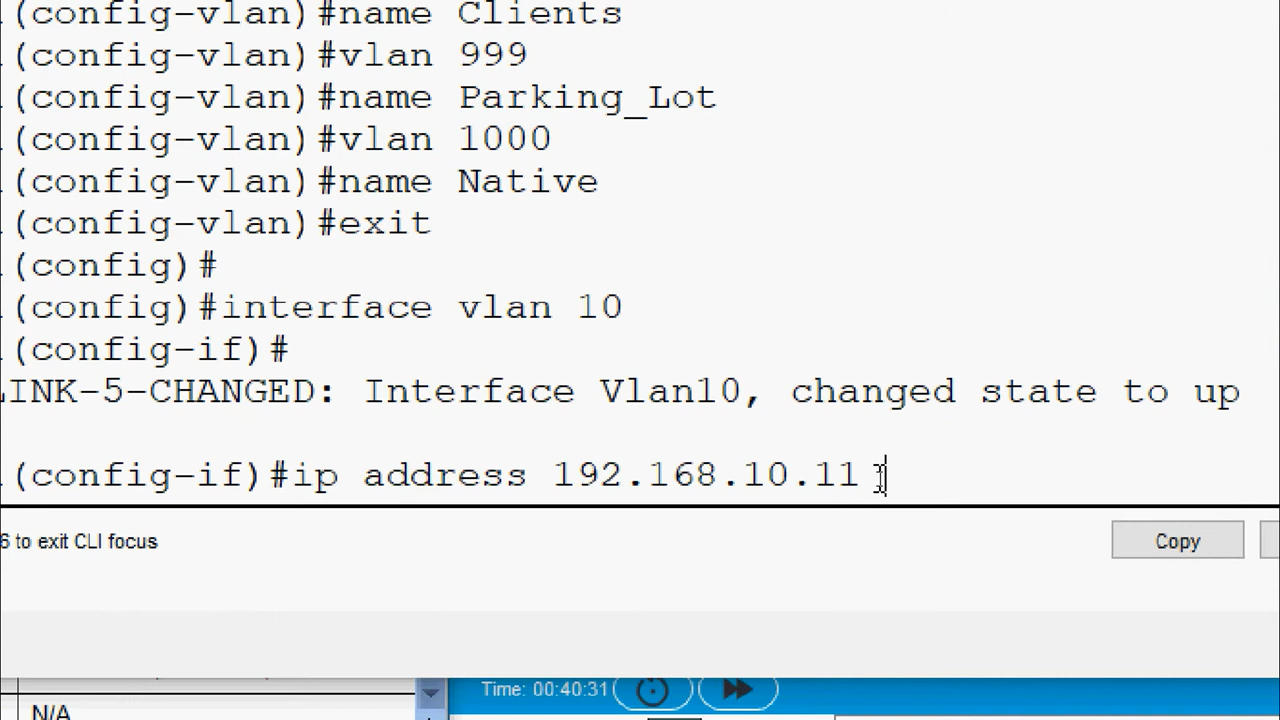 (config-vlan)#name Clients
(config-vlan)#vlan 999
(config-vlan)#name Parking_Lot
(config-vlan)#vlan 1000
(config-vlan)#name Native
(config-vlan)#exit
(config)#
(config)#interface vlan 10
(config-if)#
LINK-5-CHANGED: Interface Vlan10, changed state to up
(config-if)#ip address 192.168.10.11
6 to exit CLI focus
Copy
Time: 00:40:31
N/A